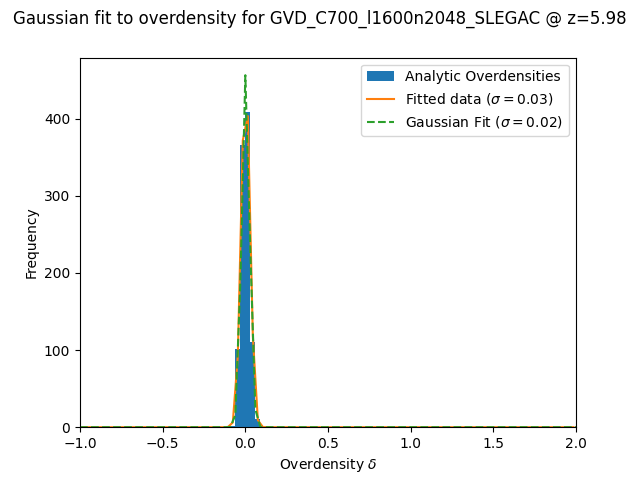 Gaussian fit to overdensity for GVD_C700_l1600n2048_SLEGAC @ z=5.98
Analytic Overdensities
Fitted data (σ = 0.03)
Gaussian Fit (σ = 0.02)
Frequency
400
300
200
100
0
−1.0 −0.5 0.0 0.5 1.0 1.5 2.0
Overdensity δ